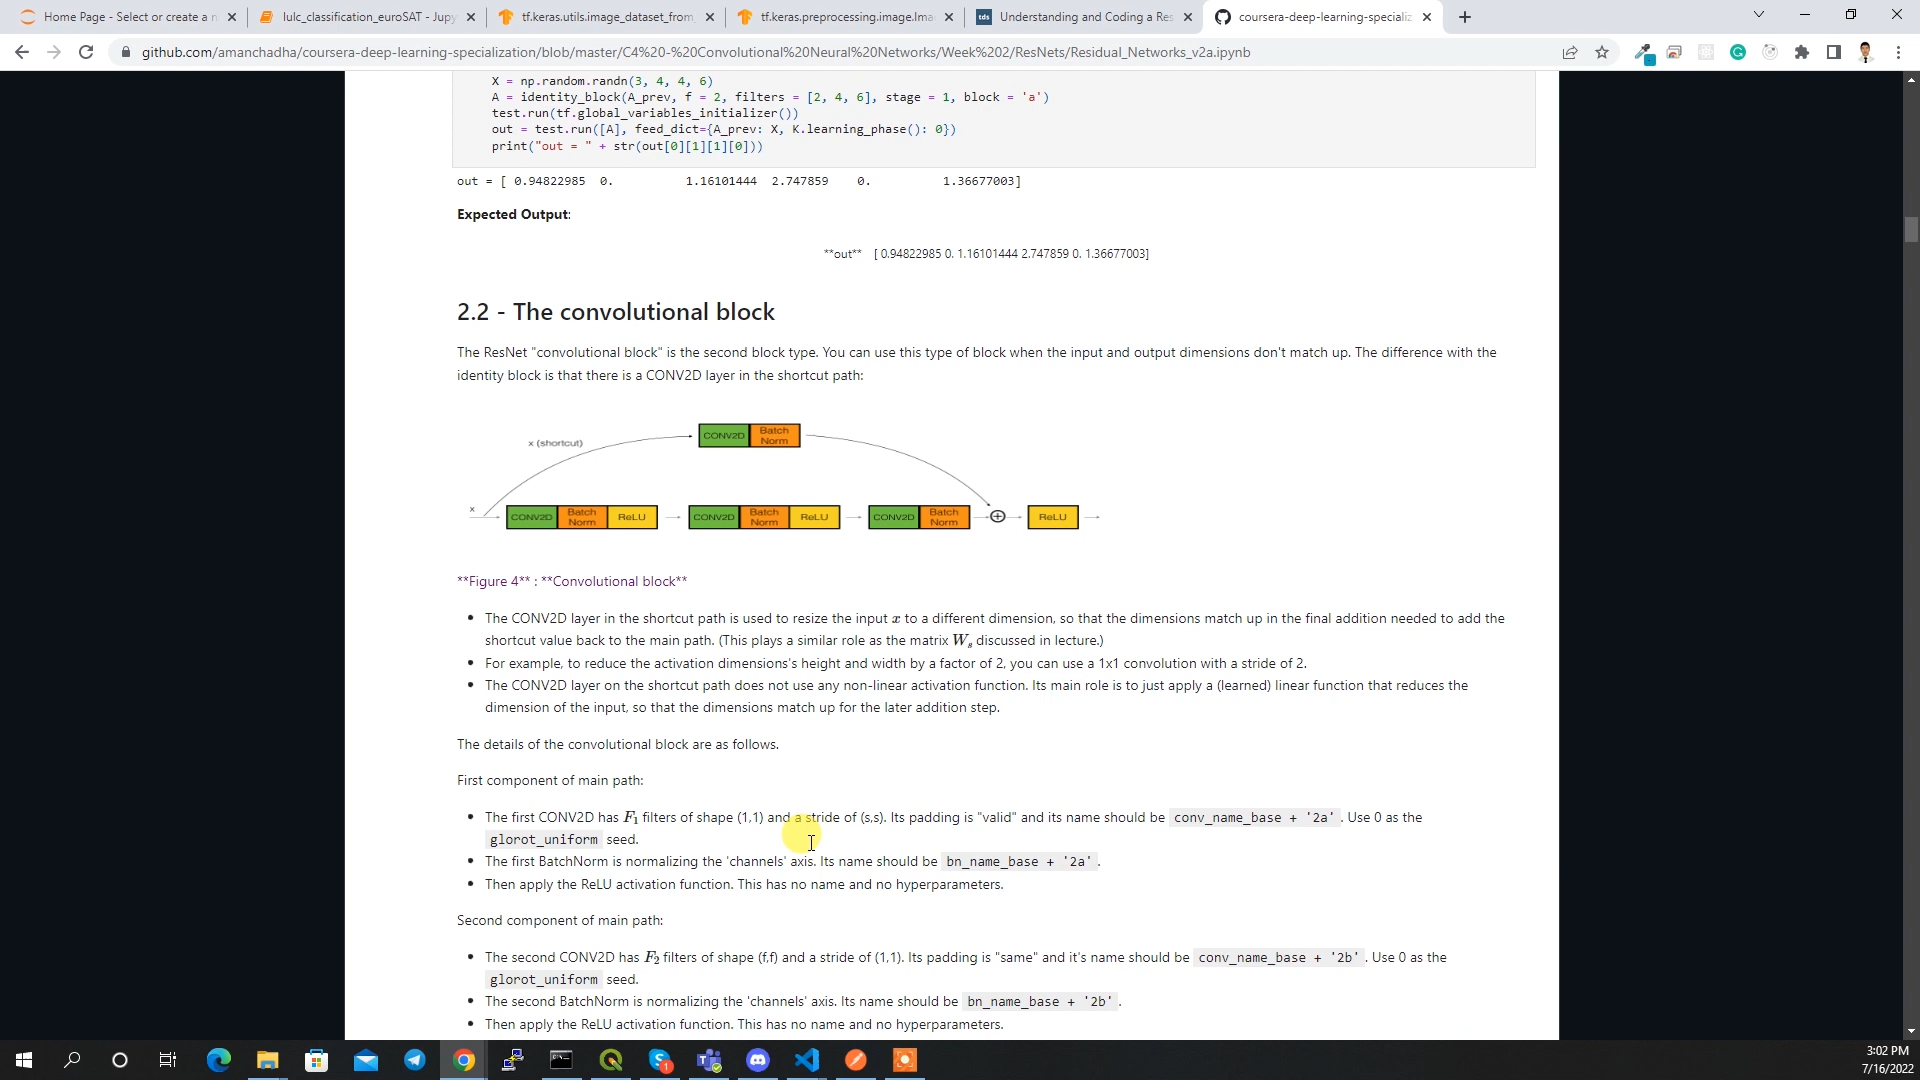 Home Page - Select or create a n
lulc_classification_euroSAT - Jupy
tf.keras.utils.image_dataset_from_
tf.keras.preprocessing.image.Ima
tds Understanding and Coding a Res
coursera-deep-learning-specializ
github.com/amanchadha/coursera-deep-learning-specialization/blob/master/C4%20-%20Convolutional%20Neural%20Networks/Week%202/ResNets/Residual_Networks_v2a.ipynb
X = np.random.randn(3, 4, 4, 6)
A = identity_block(A_prev, f = 2, filters = [2, 4, 6], stage = 1, block = 'a')
test.run(tf.global_variables_initializer())
out = test.run([A], feed_dict={A_prev: X, K.learning_phase(): 0})
print("out = " + str(out[0][1][1][0]))
out = [ 0.94822985 0. 1.16101444 2.747859 0. 1.36677003]
Expected Output:
**out** [ 0.94822985 0. 1.16101444 2.747859 0. 1.36677003]
2.2 - The convolutional block
The ResNet "convolutional block" is the second block type. You can use this type of block when the input and output dimensions don't match up. The difference with the
identity block is that there is a CONV2D layer in the shortcut path:
CONV2D Batch Norm
x (shortcut)
x CONV2D Batch Norm ReLU CONV2D Batch Norm ReLU CONV2D Batch Norm + ReLU
**Figure 4** : **Convolutional block**
• The CONV2D layer in the shortcut path is used to resize the input x to a different dimension, so that the dimensions match up in the final addition needed to add the
shortcut value back to the main path. (This plays a similar role as the matrix Ws discussed in lecture.)
• For example, to reduce the activation dimensions's height and width by a factor of 2, you can use a 1x1 convolution with a stride of 2.
• The CONV2D layer on the shortcut path does not use any non-linear activation function. Its main role is to just apply a (learned) linear function that reduces the
dimension of the input, so that the dimensions match up for the later addition step.
The details of the convolutional block are as follows.
First component of main path:
• The first CONV2D has F1 filters of shape (1,1) and a stride of (s,s). Its padding is "valid" and its name should be conv_name_base + '2a' . Use 0 as the
glorot_uniform seed.
• The first BatchNorm is normalizing the 'channels' axis. Its name should be bn_name_base + '2a' .
• Then apply the ReLU activation function. This has no name and no hyperparameters.
Second component of main path:
• The second CONV2D has F2 filters of shape (f,f) and a stride of (1,1). Its padding is "same" and it's name should be conv_name_base + '2b' . Use 0 as the
glorot_uniform seed.
• The second BatchNorm is normalizing the 'channels' axis. Its name should be bn_name_base + '2b' .
• Then apply the ReLU activation function. This has no name and no hyperparameters.
3:02 PM
7/16/2022